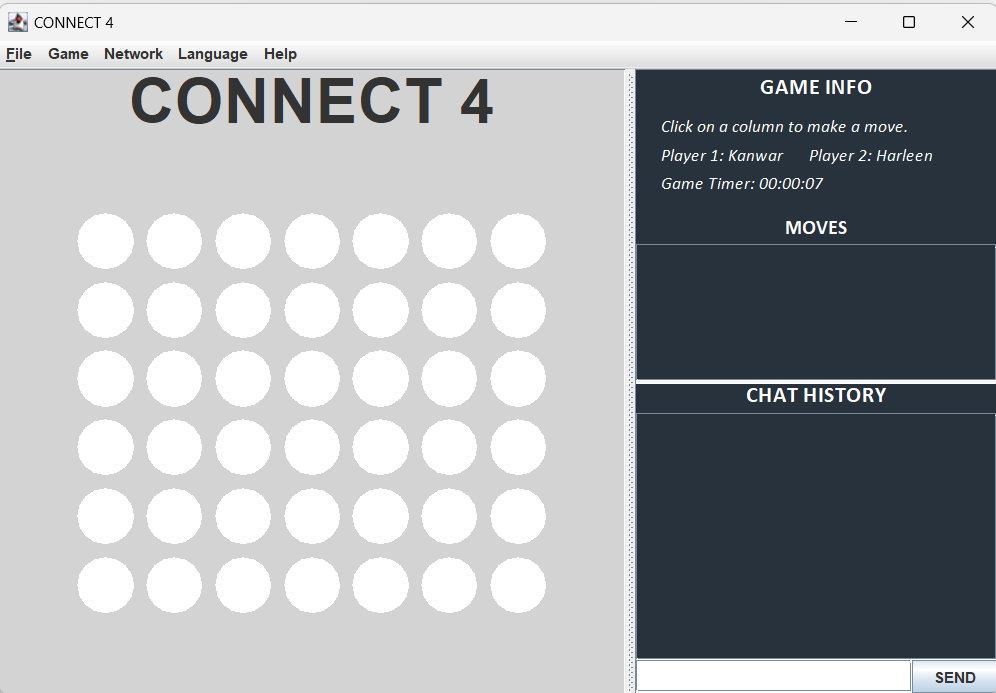 CONNECT 4
File Game Network Language Help
CONNECT 4
GAME INFO
Click on a column to make a move.
Player 1: Kanwar Player 2: Harleen
Game Timer: 00:00:07
MOVES
CHAT HISTORY
SEND